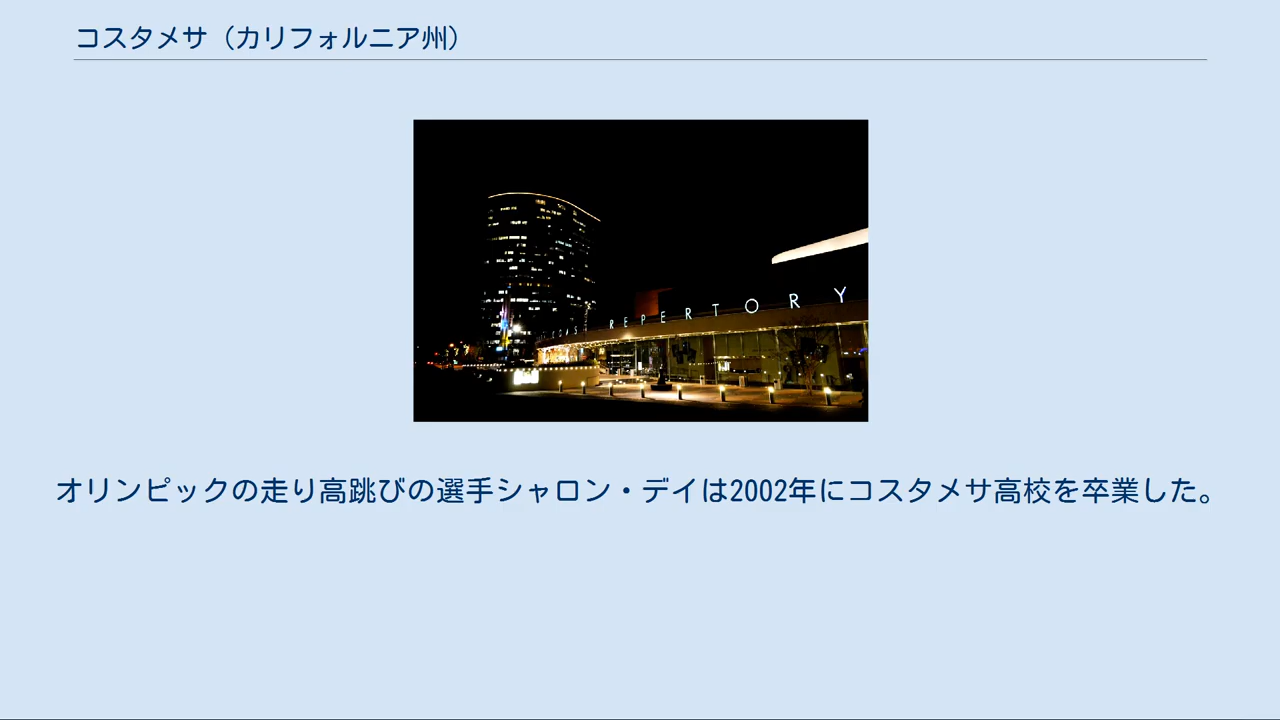 コスタメサ（カリフォルニア州）
REPERTORY
オリンピックの走り高跳びの選手シャロン・デイは2002年にコスタメサ高校を卒業した。